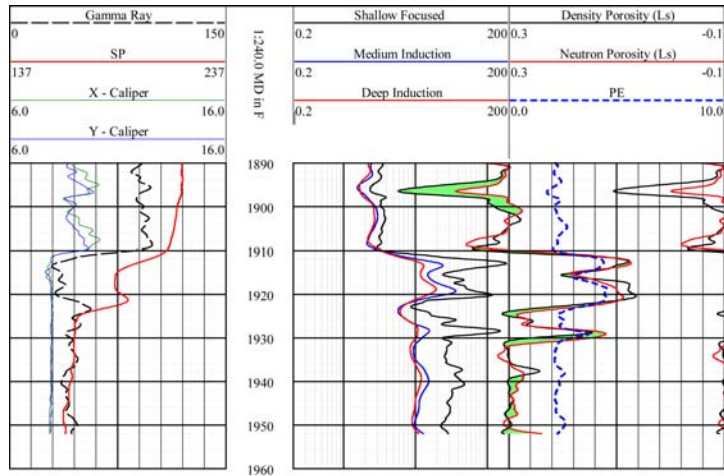 Gamma Ray
0 150
SP
137 237
X - Caliper
6.0 16.0
Y - Caliper
6.0 16.0
1:240.0 MD in F
Shallow Focused
0.2 200
Medium Induction
0.2 200
Deep Induction
0.2 200
Density Porosity (Ls)
0.3 -0.1
Neutron Porosity (Ls)
0.3 -0.1
PE
0.0 10.0
1890
1900
1910
1920
1930
1940
1950
1960